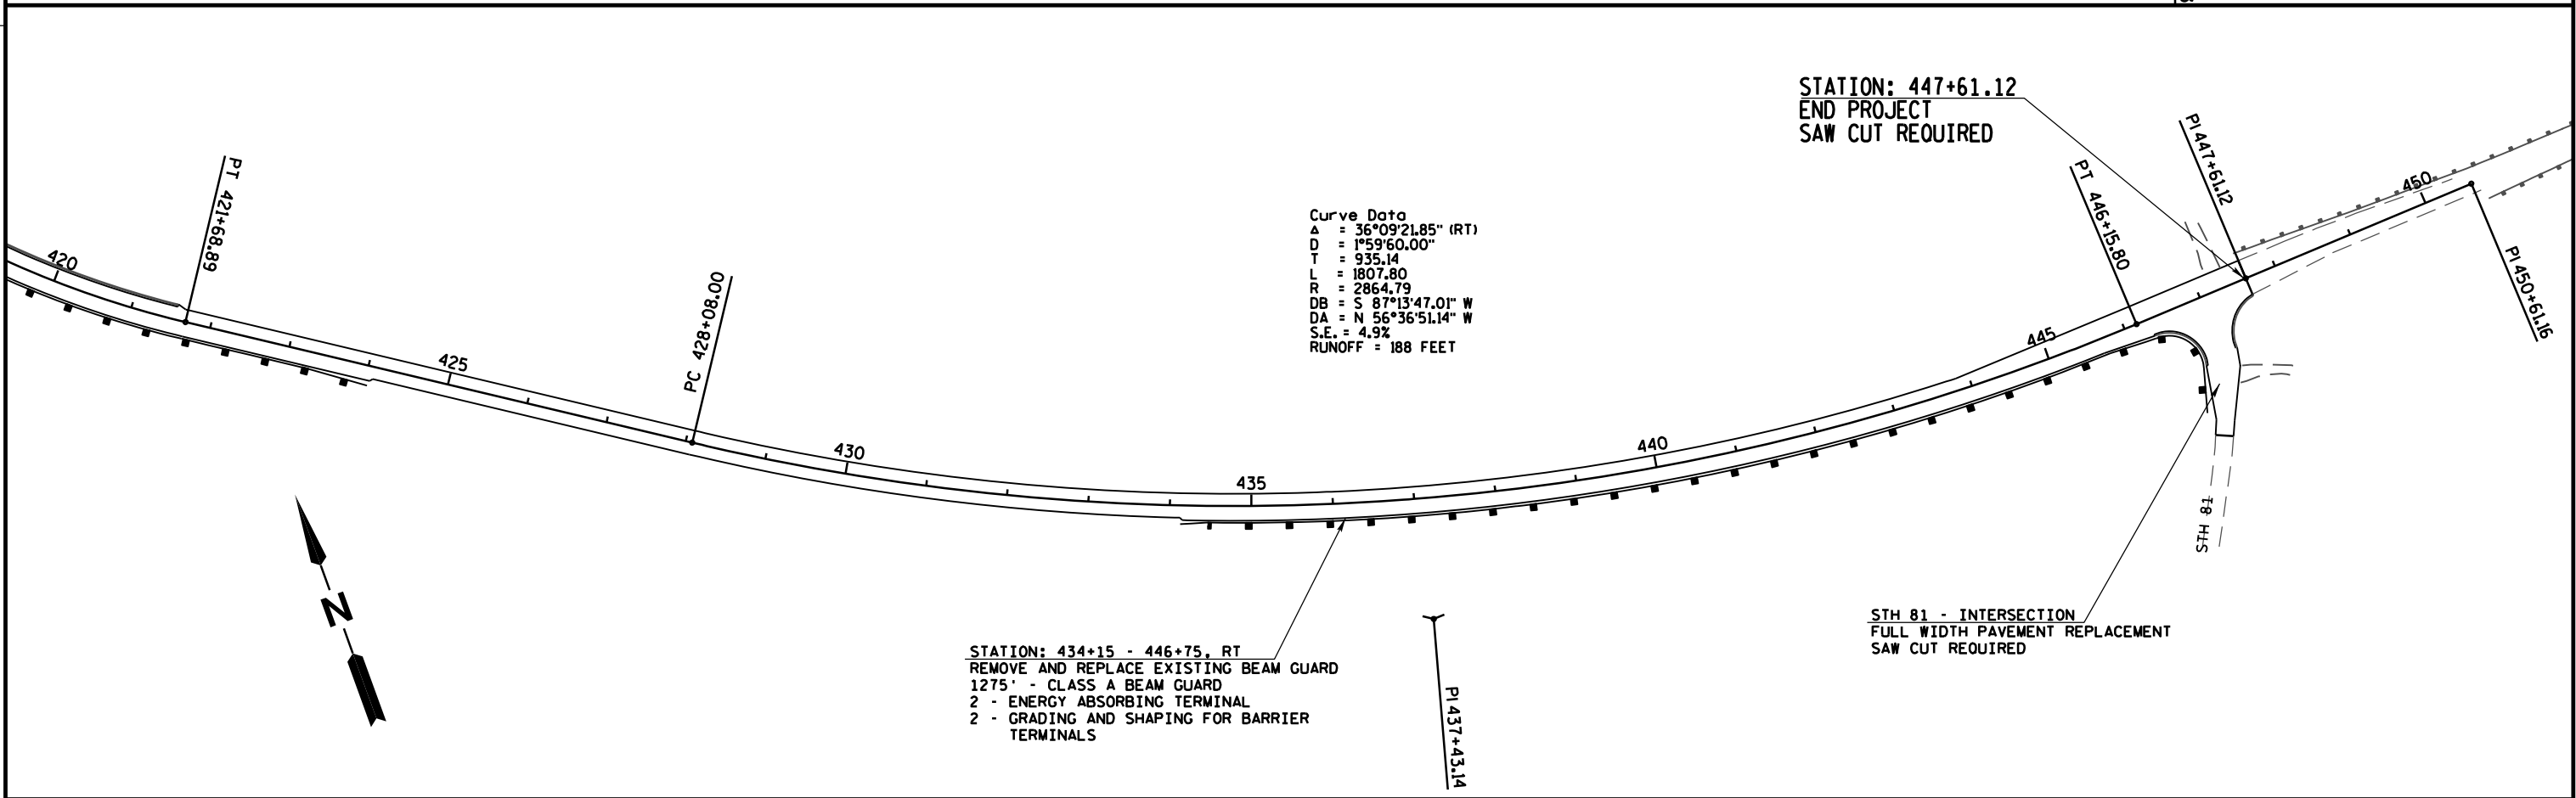 STATION: 447+61.12
END PROJECT
SAW CUT REQUIRED
PI 447+61.12
PT 446+15.80
PT 421+68.89
450
PI 450+61.16
Curve Data
Δ = 36°09'21.85" (RT)
D = 1°59'60.00"
T = 935.14
L = 1807.80
R = 2864.79
DB = S 87°13'47.01" W
DA = N 56°36'51.14" W
S.E. = 4.9%
RUNOFF = 188 FEET
420
PC 428+08.00
425
445
430
440
435
N
STH 81
STATION: 434+15 - 446+75, RT
REMOVE AND REPLACE EXISTING BEAM GUARD
1275' - CLASS A BEAM GUARD
2 - ENERGY ABSORBING TERMINAL
2 - GRADING AND SHAPING FOR BARRIER
TERMINALS
PI 437+43.14
STH 81 - INTERSECTION
FULL WIDTH PAVEMENT REPLACEMENT
SAW CUT REQUIRED